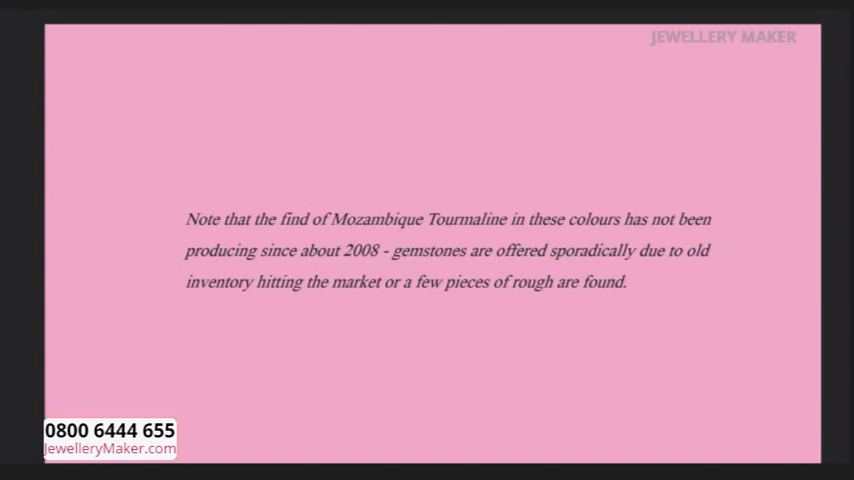 JEWELLERY MAKER
Note that the find of Mozambique Tourmaline in these colours has not been
producing since about 2008 - gemstones are offered sporadically due to old
inventory hitting the market or a few pieces of rough are found.
0800 6444 655
JewelleryMaker.com